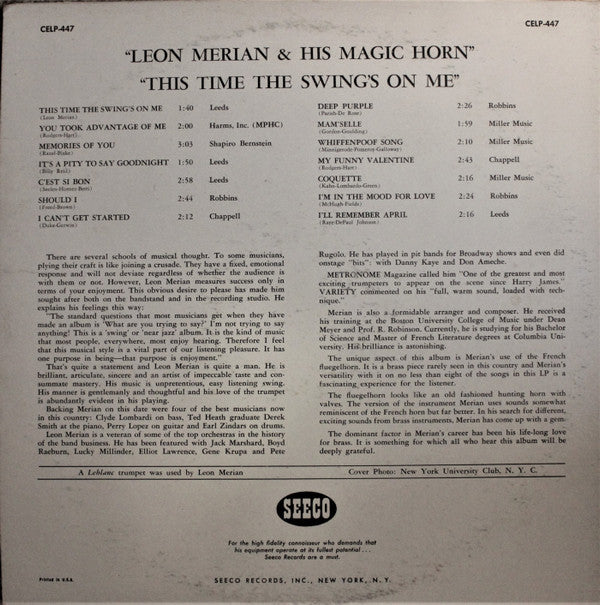 CELP-447
CELP-447
"LEON MERIAN & HIS MAGIC HORN"
"THIS TIME THE SWING'S ON ME"
THIS TIME THE SWING'S ON ME 1:40 Leeds
(Leon Merian)
YOU TOOK ADVANTAGE OF ME 2:00 Harms, Inc. (MPHC)
(Rodgers-Hart)
MEMORIES OF YOU 3:03 Shapiro Bernstein
(Razaf-Blake)
IT'S A PITY TO SAY GOODNIGHT 1:50 Leeds
(Billy Reid)
C'EST SI BON 2:58 Leeds
(Seelen-Hornes-Betti)
SHOULD I 2:44 Robbins
(Freed-Brown)
I CAN'T GET STARTED 2:12 Chappell
(Duke-Gerwin)
DEEP PURPLE 2:26 Robbins
(Parish-De Rose)
MAM'SELLE 1:59 Miller Music
(Gordon-Goulding)
WHIFFENPOOF SONG 2:10 Miller Music
(Minnigerode-Pomeroy-Galloway)
MY FUNNY VALENTINE 2:43 Chappell
(Rodgers-Hart)
COQUETTE 2:16 Miller Music
(Kahn-Lombardo-Green)
I'M IN THE MOOD FOR LOVE 2:24 Robbins
(McHugh-Fields)
I'LL REMEMBER APRIL 2:16 Leeds
(Raye-DePaul Johnston)
There are several schools of musical thought. To some musicians,
plying their craft is like joining a crusade. They have a fixed, emotional
response and will not deviate regardless of whether the audience is
with them or not. However, Leon Merian measures success only in
terms of your enjoyment. This obvious desire to please has made him
sought after both on the bandstand and in the recording studio. He
explains his feelings this way:
"The standard questions that most musicians get when they have
made an album is 'What are you trying to say?' I'm not trying to say
anything! This is a 'swing' or 'near jazz' album. It is the kind of music
that most people, everywhere, most enjoy hearing. Therefore I feel
that this musical style is a vital part of our listening pleasure. It has
one purpose in being—that purpose is enjoyment."
That's quite a statement and Leon Merian is quite a man. He is
brilliant, articulate, sincere and an artist of impeccable taste and con-
summate mastery. His music is unpretentious, easy listening swing.
His manner is gentlemanly and thoughtful and his love of the trumpet
is abundantly evident in his playing.
Backing Merian on this date were four of the best musicians now
in this country: Clyde Lombardi on bass, Ted Heath graduate Derek
Smith at the piano, Perry Lopez on guitar and Earl Zindars on drums.
Leon Merian is a veteran of some of the top orchestras in the history
of the band business. He has been featured with Jack Marshard, Boyd
Raeburn, Lucky Millinder, Elliot Lawrence, Gene Krupa and Pete
Rugolo. He has played in pit bands for Broadway shows and even did
onstage "bits": with Danny Kaye and Don Ameche.
METRONOME Magazine called him "One of the greatest and most
exciting trumpeters to appear on the scene since Harry James."
VARIETY commented on his "full, warm sound, loaded with tech-
nique."
Merian is also a formidable arranger and composer. He received
his training at the Boston University College of Music under Dean
Meyer and Prof. R. Robinson. Currently, he is studying for his Bachelor
of Science and Master of French Literature degrees at Columbia Uni-
versity. His brilliance is astonishing.
The unique aspect of this album is Merian's use of the French
fluegellhorn. It is a brass piece rarely seen in this country and Merian's
versatility with it on no less than eight of the songs in this LP is a
fascinating experience for the listener.
The fluegelhorn looks like an old fashioned hunting horn with
valves. The version of the instrument Merian uses sounds somewhat
reminiscent of the French horn but far better. In his search for different,
exciting sounds from brass instruments, Merian has come up with a gem.
The dominant factor in Merian's career has been his life-long love
for brass. It is something for which all who hear this album will be
deeply grateful.
A Leblanc trumpet was used by Leon Merian
Cover Photo: New York University Club, N. Y. C.
SEECO
For the high fidelity connoisseur who demands that
his equipment operate at its fullest potential . . .
Seeco Records are a must.
Printed in U.S.A.
SEECO RECORDS, INC., NEW YORK, N.Y.